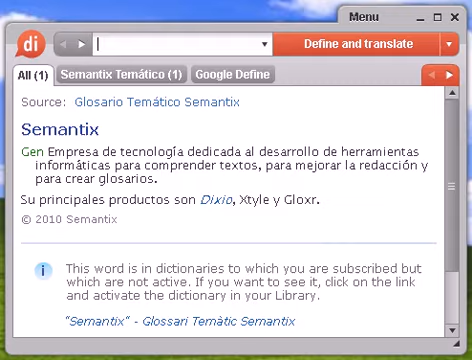 Menu
di
Define and translate
All (1) Semantix Temático (1) Google Define
Source: Glosario Temático Semantix
Semantix
Gen Empresa de tecnología dedicada al desarrollo de herramientas
informáticas para comprender textos, para mejorar la redacción y
para crear glosarios.
Su principales productos son Dixio, Xtyle y Gloxr.
© 2010 Semantix
i
This word is in dictionaries to which you are subscribed but
which are not active. If you want to see it, click on the link
and activate the dictionary in your Library.
"Semantix" - Glossari Temàtic Semantix